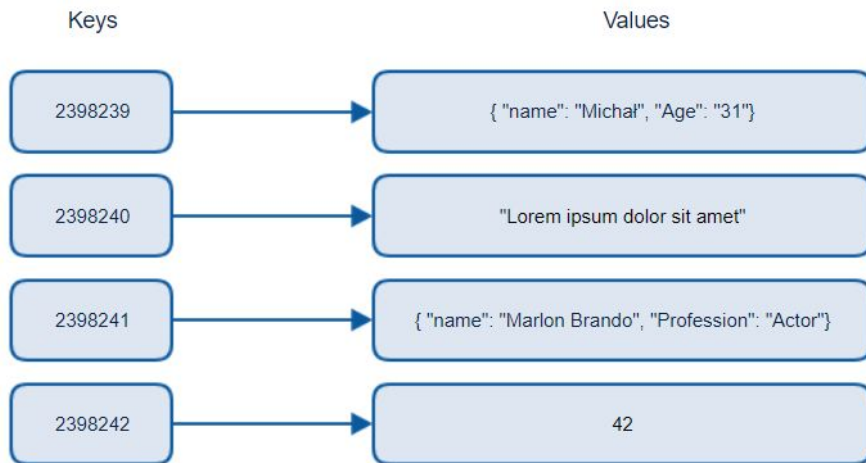 Keys Values
2398239 { "name": "Michał", "Age": "31"}
2398240 "Lorem ipsum dolor sit amet"
2398241 { "name": "Marlon Brando", "Profession": "Actor"}
2398242 42